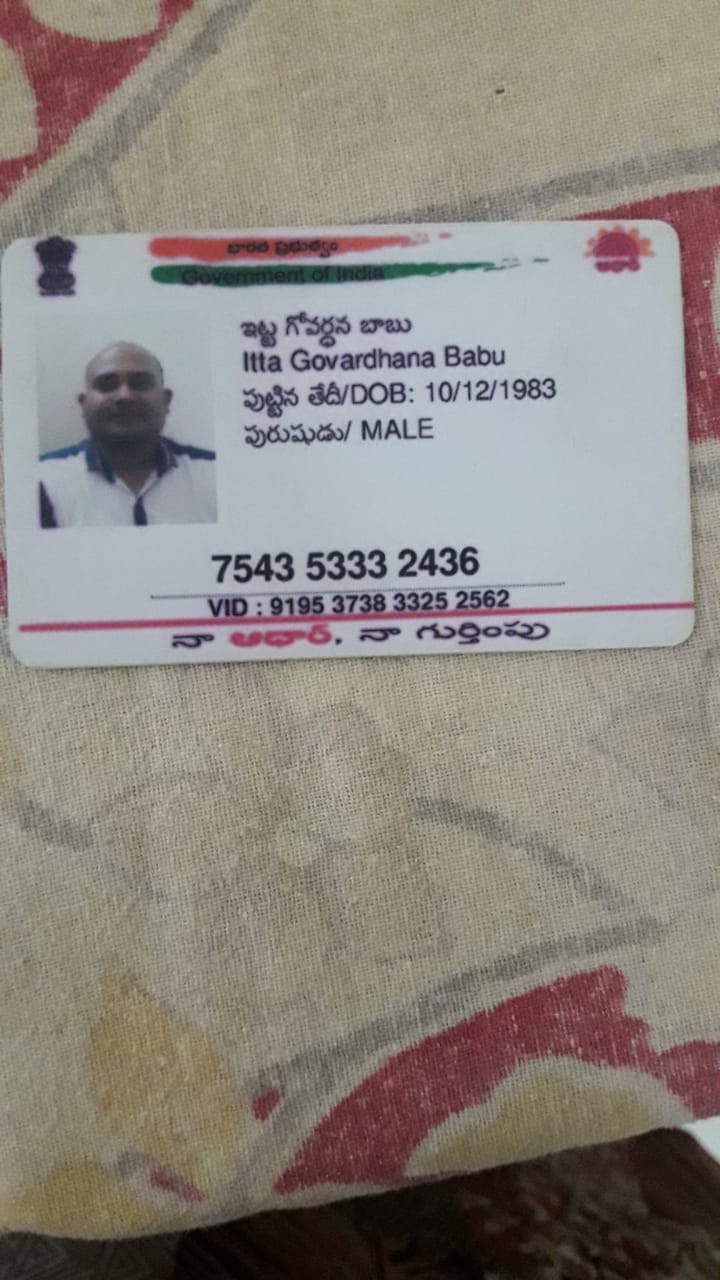 భారత ప్రభుత్వం
Government of India
ఇట్ట గోవర్ధన బాబు
Itta Govardhana Babu
పుట్టిన తేదీ/DOB: 10/12/1983
పురుషుడు/ MALE
7543 5333 2436
VID : 9195 3738 3325 2562
నా ఆధార్, నా గుర్తింపు